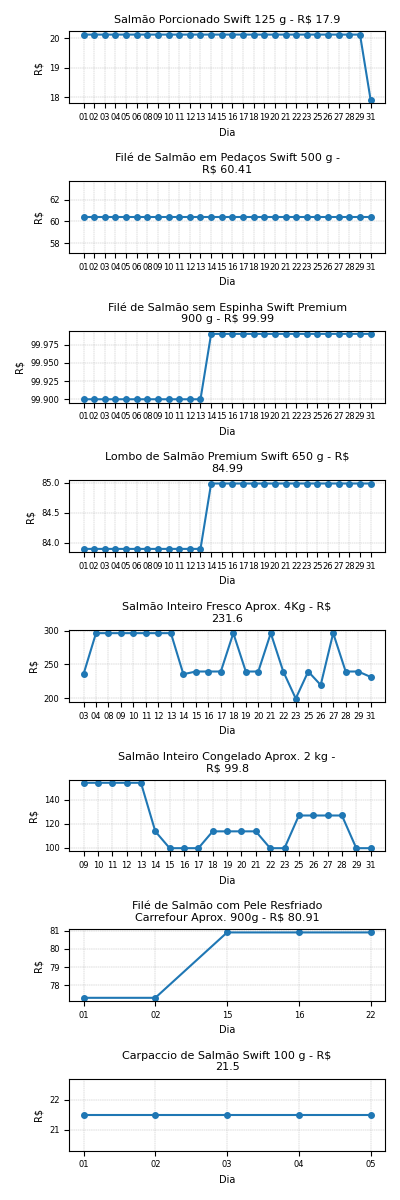 Salmão Porcionado Swift 125 g - R$ 17.9
20
19
18
R$
01 02 03 04 05 06 08 09 10 11 12 13 14 15 16 17 18 19 20 21 22 23 25 26 27 28 29 31
Dia
Filé de Salmão em Pedaços Swift 500 g -
R$ 60.41
62
60
58
R$
01 02 03 04 05 06 08 09 10 11 12 13 14 15 16 17 18 19 20 21 22 23 25 26 27 28 29 31
Dia
Filé de Salmão sem Espinha Swift Premium
900 g - R$ 99.99
99.975
99.950
99.925
99.900
R$
01 02 03 04 05 06 08 09 10 11 12 13 14 15 16 17 18 19 20 21 22 23 25 26 27 28 29 31
Dia
Lombo de Salmão Premium Swift 650 g - R$
84.99
85.0
84.5
84.0
R$
01 02 03 04 05 06 08 09 10 11 12 13 14 15 16 17 18 19 20 21 22 23 25 26 27 28 29 31
Dia
Salmão Inteiro Fresco Aprox. 4Kg - R$
231.6
300
250
200
R$
03 04 08 09 10 11 12 13 14 15 16 17 18 19 20 21 22 23 25 26 27 28 29 31
Dia
Salmão Inteiro Congelado Aprox. 2 kg -
R$ 99.8
140
120
100
R$
09 10 11 12 13 14 15 16 17 18 19 20 21 22 23 25 26 27 28 29 31
Dia
Filé de Salmão com Pele Resfriado
Carrefour Aprox. 900g - R$ 80.91
81
80
79
78
R$
01 02 15 16 22
Dia
Carpaccio de Salmão Swift 100 g - R$
21.5
22
21
R$
01 02 03 04 05
Dia